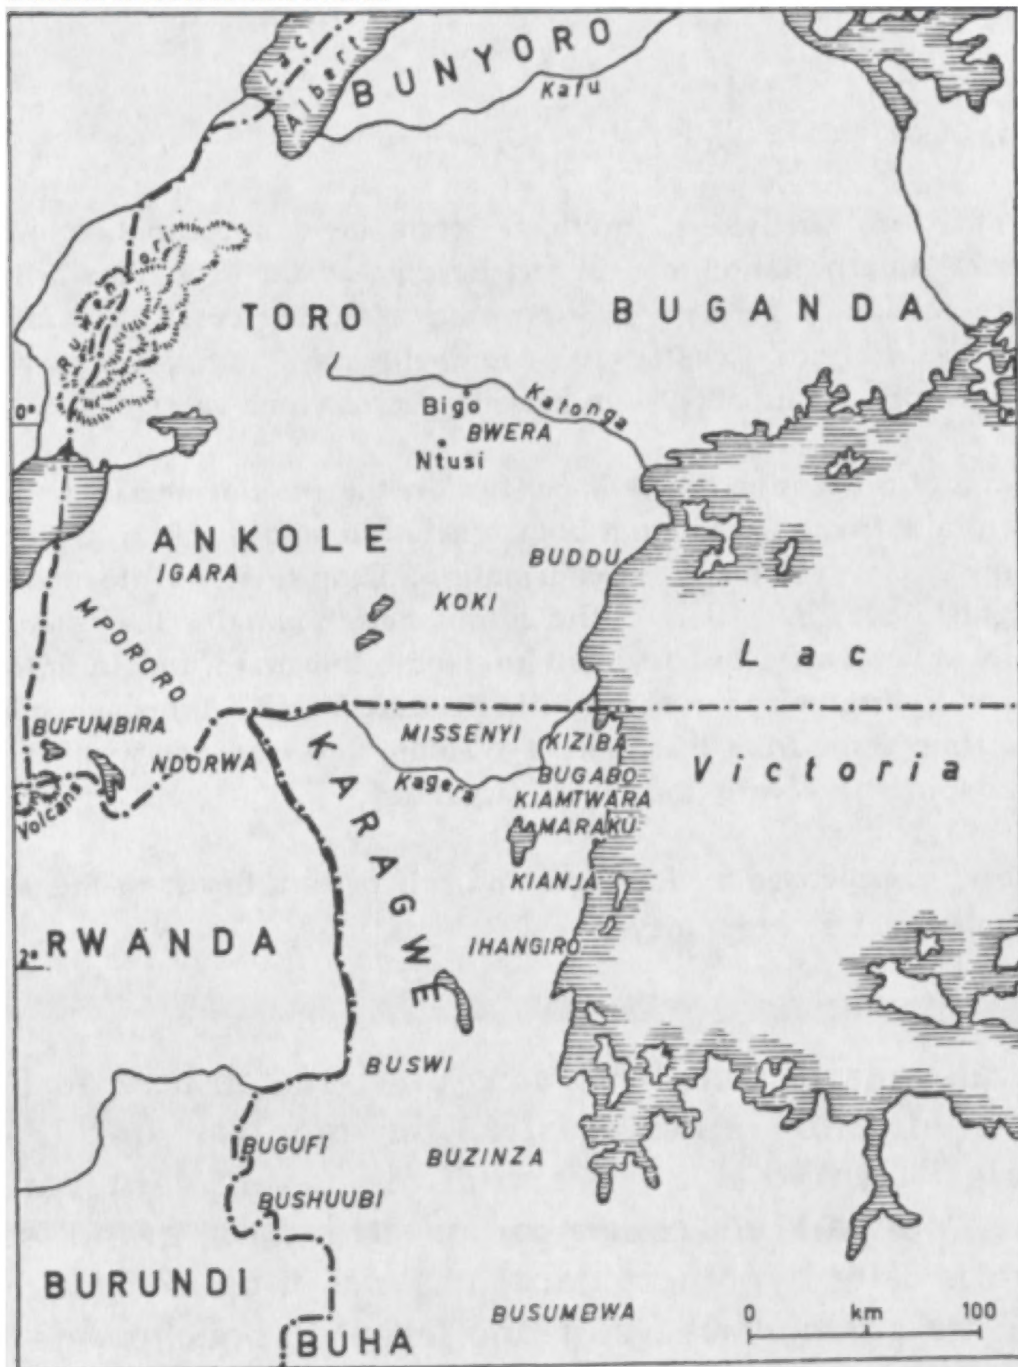 Lac
Albert
BUNYORO
Kafu
Ruwenzori
TORO
BUGANDA
0°
Bigo
Katonga
BWERA
Ntusi
ANKOLE
IGARA
BUDDU
KOKI
MPORORO
Lac
BUFUMBIRA
NDORWA
MISSENYI
KIZIBA
KARAGWE
Victoria
Volcans
Kagera
BUGABO
KIAMTWARA
MARAKU
KIANJA
RWANDA
IHANGIRO
2°
BUSWI
BUGUFI
BUZINZA
BUSHUUBI
BURUNDI
BUSUMBWA
0 km 100
BUHA